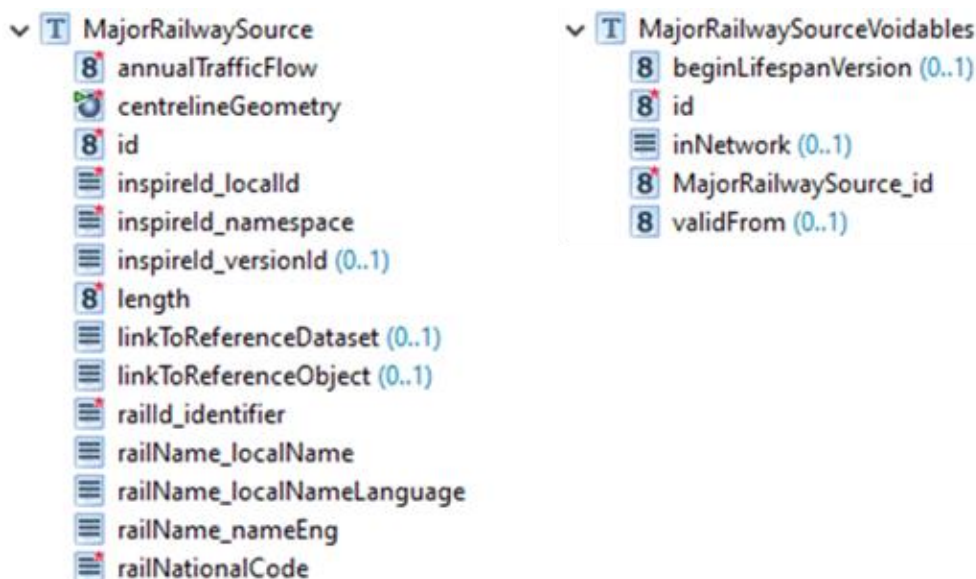 MajorRailwaySource
annualTrafficFlow
centrelineGeometry
id
inspireId_localId
inspireId_namespace
inspireId_versionId (0..1)
length
linkToReferenceDataset (0..1)
linkToReferenceObject (0..1)
railId_identifier
railName_localName
railName_localNameLanguage
railName_nameEng
railNationalCode
MajorRailwaySourceVoidables
beginLifespanVersion (0..1)
id
inNetwork (0..1)
MajorRailwaySource_id
validFrom (0..1)